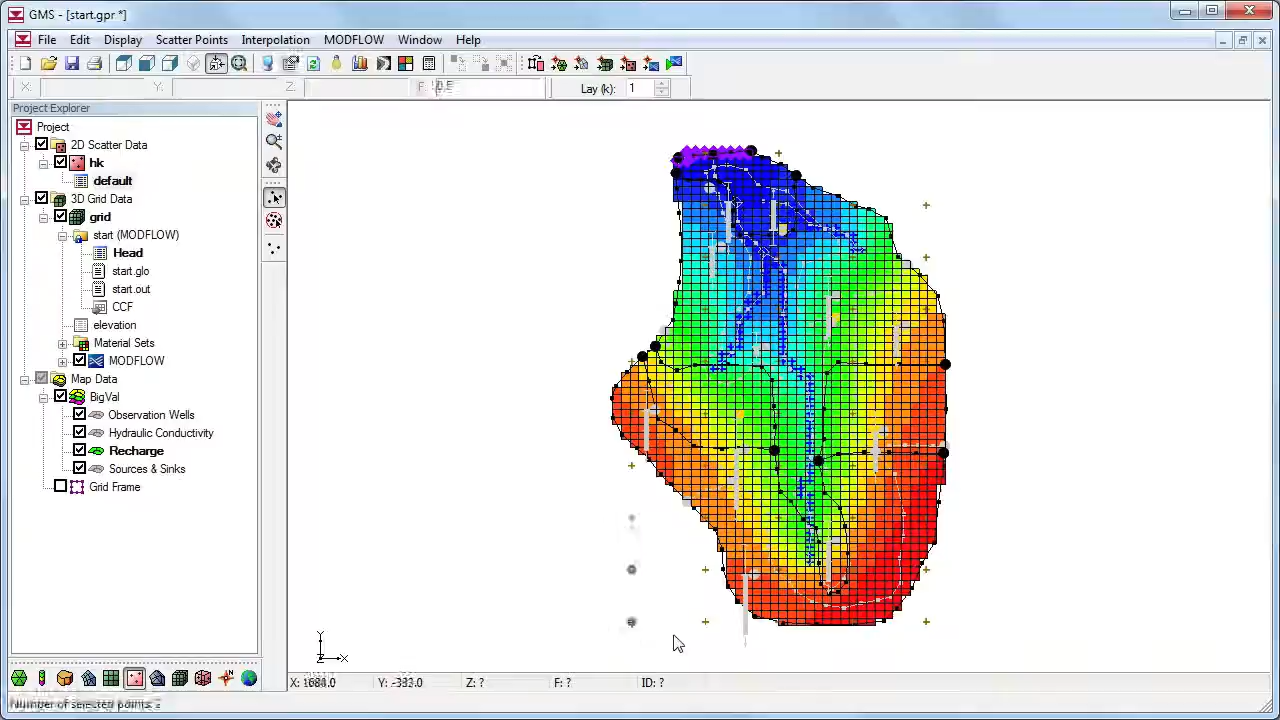 GMS - [start.gpr *]
File Edit Display Scatter Points Interpolation MODFLOW Window Help
X: Y: Z: F: Lay (k): 1
Project Explorer
Project
2D Scatter Data
hk
default
3D Grid Data
grid
start (MODFLOW)
Head
start.glo
start.out
CCF
elevation
Material Sets
MODFLOW
Map Data
BigVal
Observation Wells
Hydraulic Conductivity
Recharge
Sources & Sinks
Grid Frame
Y
Z X
X: 1684.0 Y: -333.0 Z: ? F: ? ID: ?
Number of selected points: